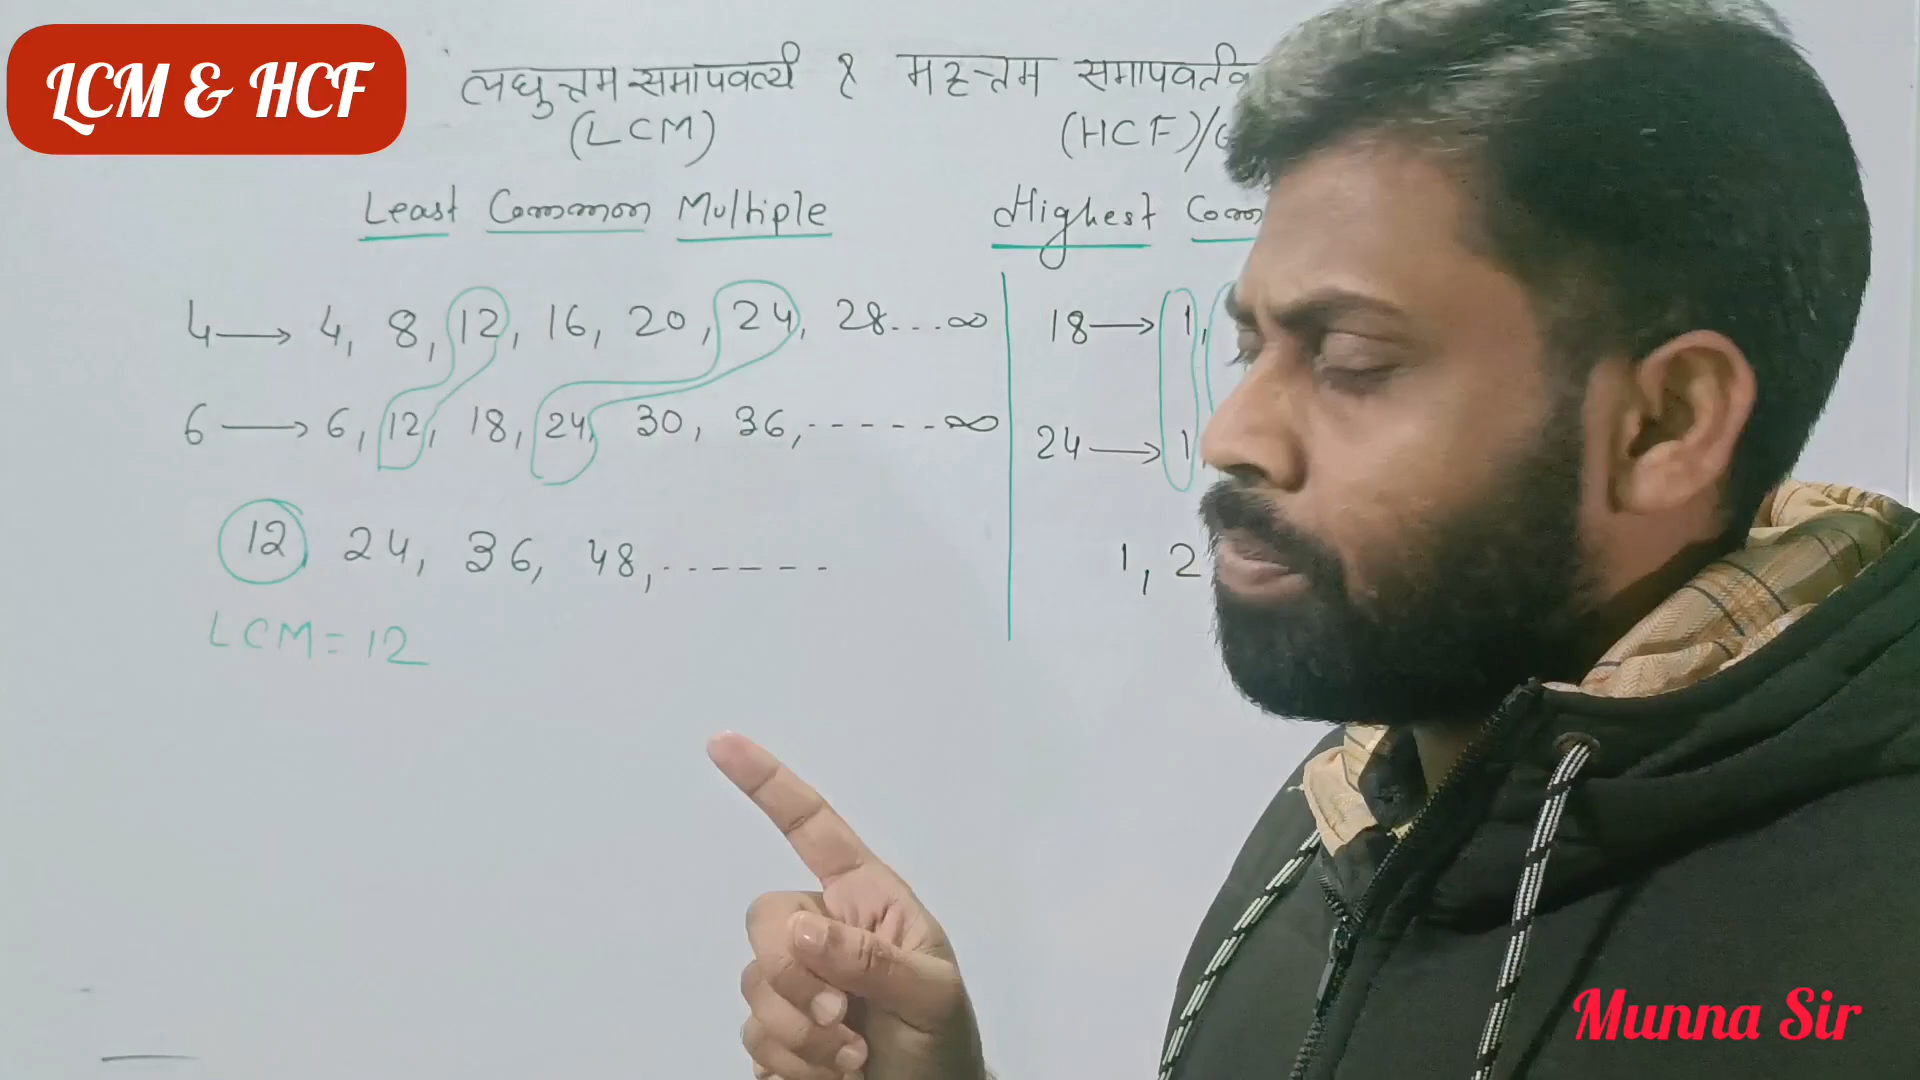 LCM & HCF
लघुत्तम समापवर्त्य १ महत्तम समापवर्तक
(LCM) (HCF)/G
Least Common Multiple Highest Com
4 → 4, 8, 12, 16, 20, 24, 28...∞
6 → 6, 12, 18, 24, 30, 36, -----∞
12 24, 36, 48, ------
LCM = 12
18 → 1,
24 → 1
1, 2
Munna Sir